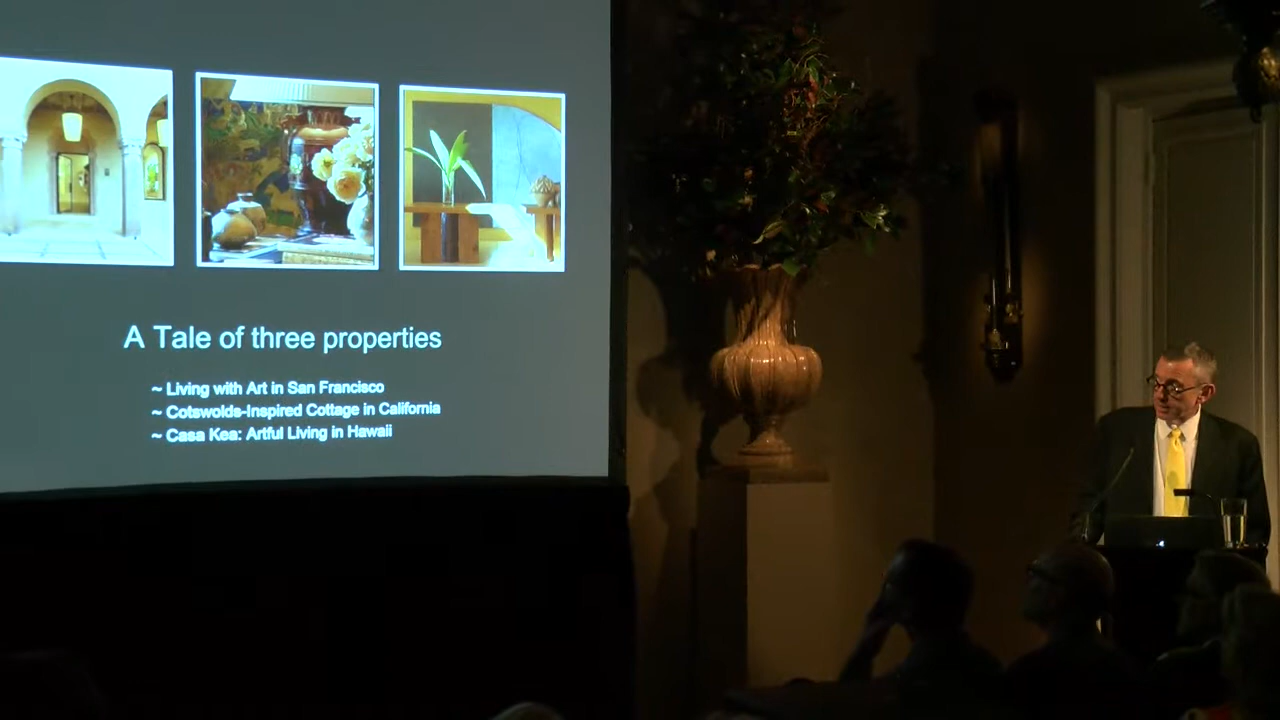 A Tale of three properties
~ Living with Art in San Francisco
~ Cotswolds-Inspired Cottage in California
~ Casa Kea: Artful Living in Hawaii